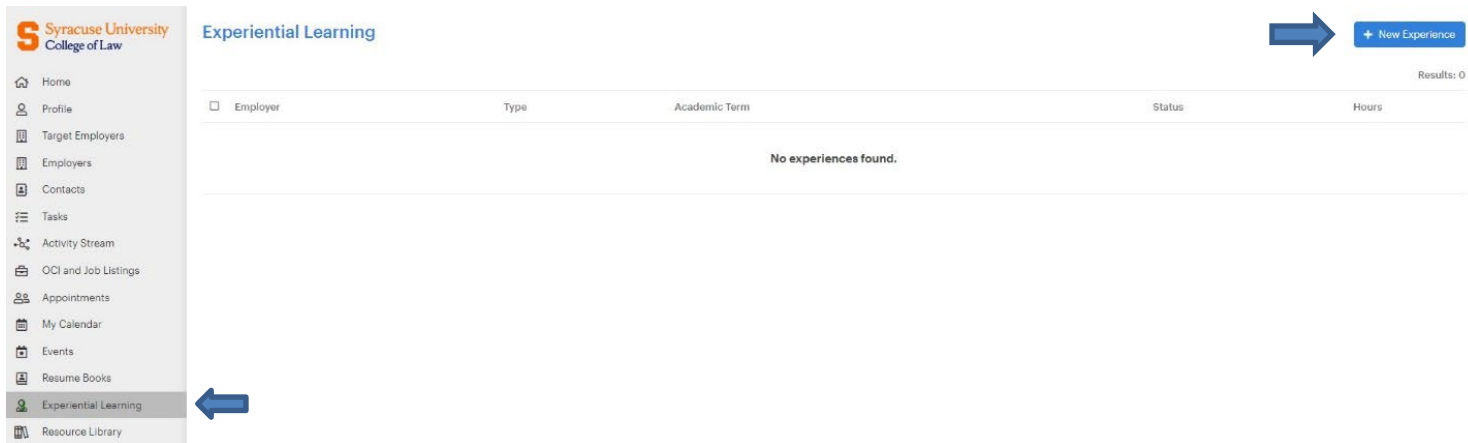 Syracuse University
College of Law
Home
Profile
Target Employers
Employers
Contacts
Tasks
Activity Stream
OCI and Job Listings
Appointments
My Calendar
Events
Resume Books
Experiential Learning
Resource Library
Experiential Learning
+ New Experience
Results: 0
Employer Type Academic Term Status Hours
No experiences found.